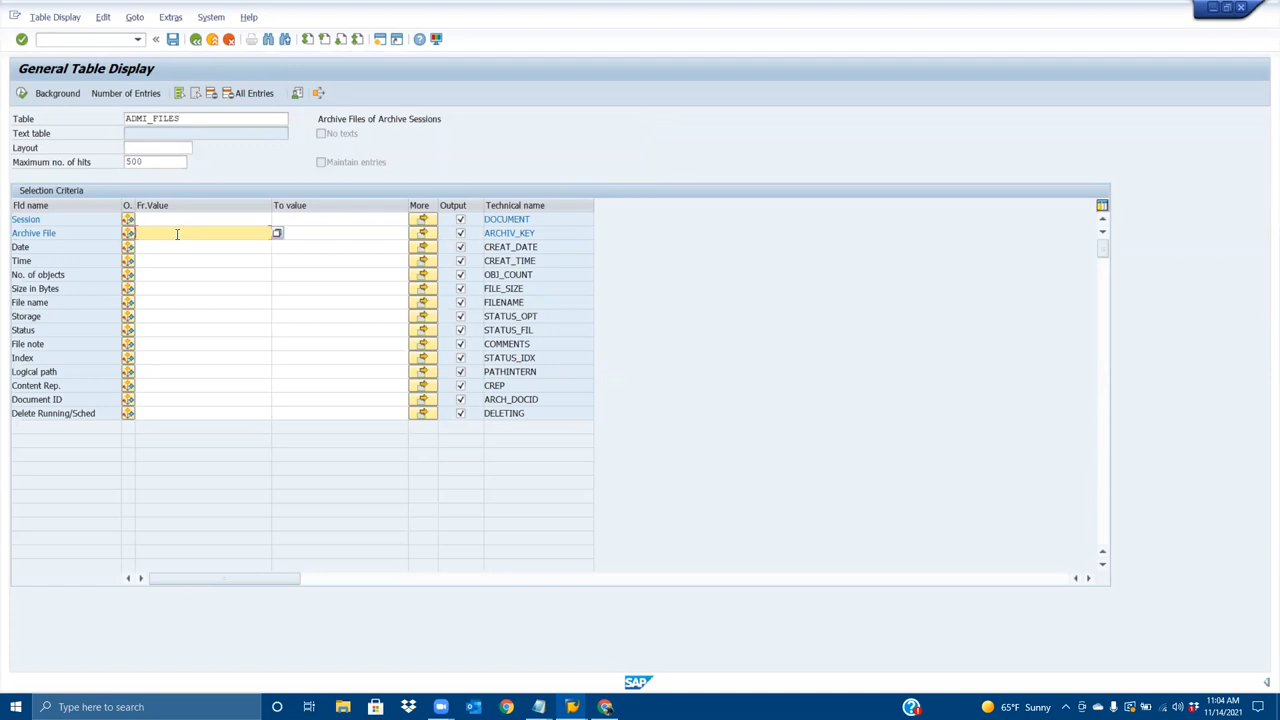 Table Display Edit Goto Extras System Help
General Table Display
Background Number of Entries All Entries
Table ADMI_FILES Archive Files of Archive Sessions
Text table No texts
Layout
Maximum no. of hits 500 Maintain entries
Selection Criteria
Fld name O. Fr.Value To value More Output Technical name
Session DOCUMENT
Archive File ARCHIV_KEY
Date CREAT_DATE
Time CREAT_TIME
No. of objects OBJ_COUNT
Size in Bytes FILE_SIZE
File name FILENAME
Storage STATUS_OPT
Status STATUS_FIL
File note COMMENTS
Index STATUS_IDX
Logical path PATHINTERN
Content Rep. CREP
Document ID ARCH_DOCID
Delete Running/Sched DELETING
SAP
Type here to search 65°F Sunny 11:04 AM
11/14/2021